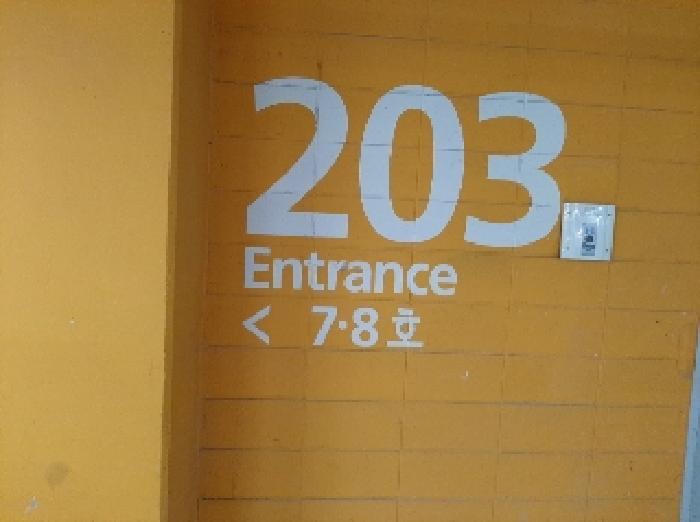 203
Entrance
< 7·8호